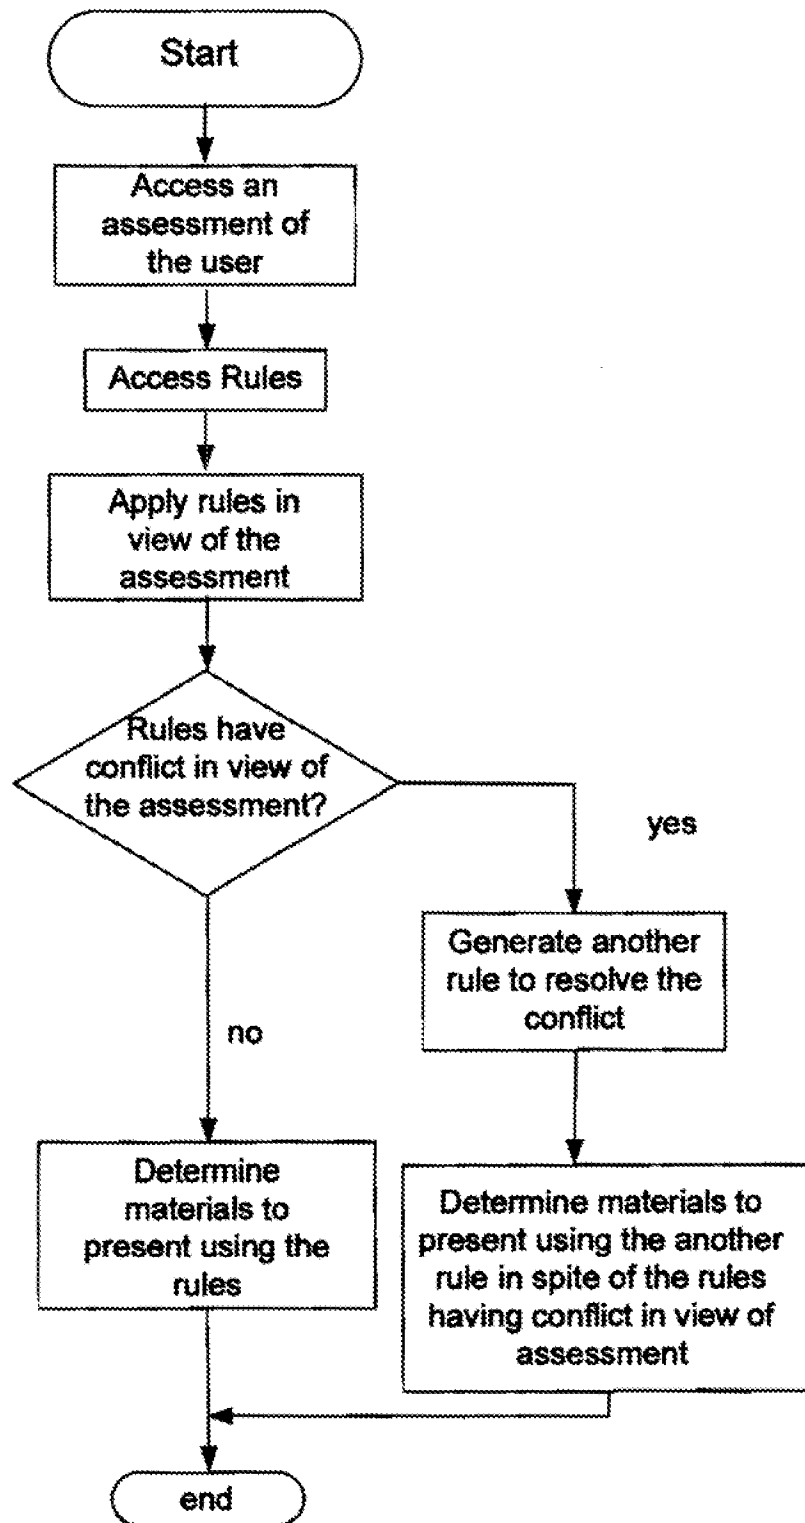 Start
Access an
assessment of
the user
Access Rules
Apply rules in
view of the
assessment
Rules have
conflict in view of
the assessment?
yes
Generate another
rule to resolve the
conflict
no
Determine
materials to
present using the
rules
Determine materials to
present using the another
rule in spite of the rules
having conflict in view of
assessment
end